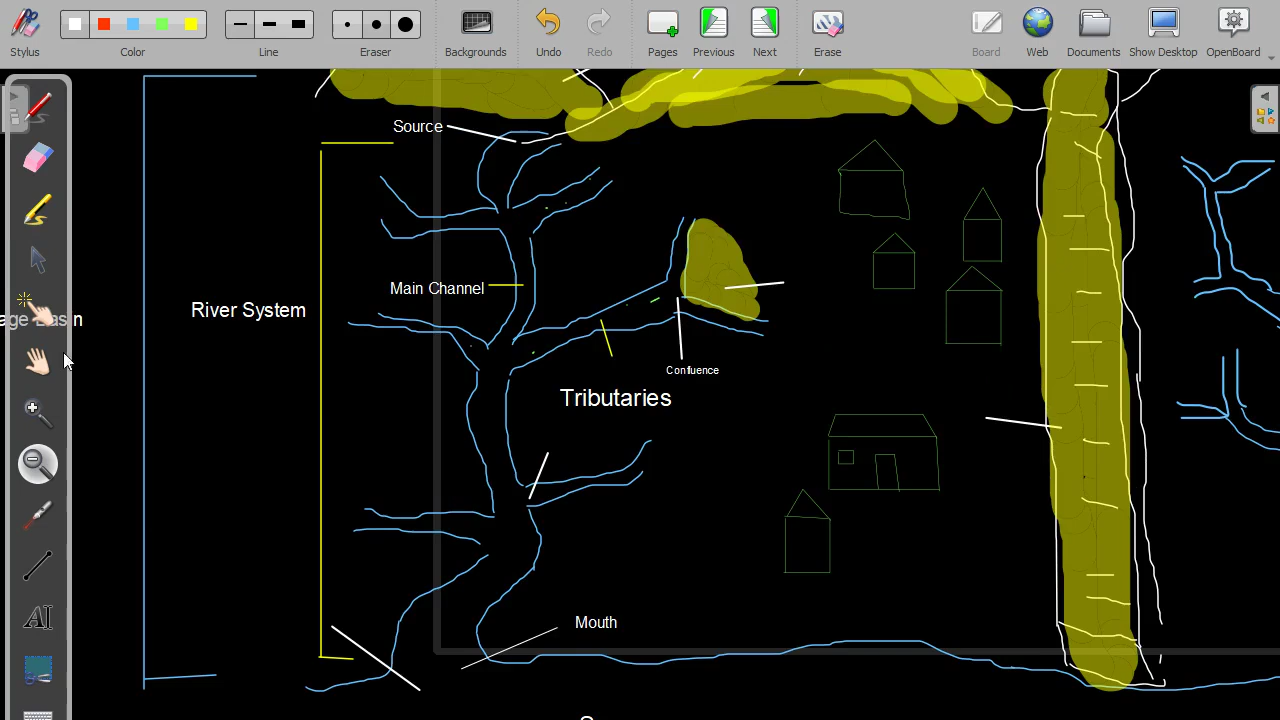 Stylus
Color
Line
Eraser
Backgrounds
Undo
Redo
Pages
Previous
Next
Erase
Board
Web
Documents
Show Desktop
OpenBoard
Source
Main Channel
River System
Confluence
Tributaries
Mouth